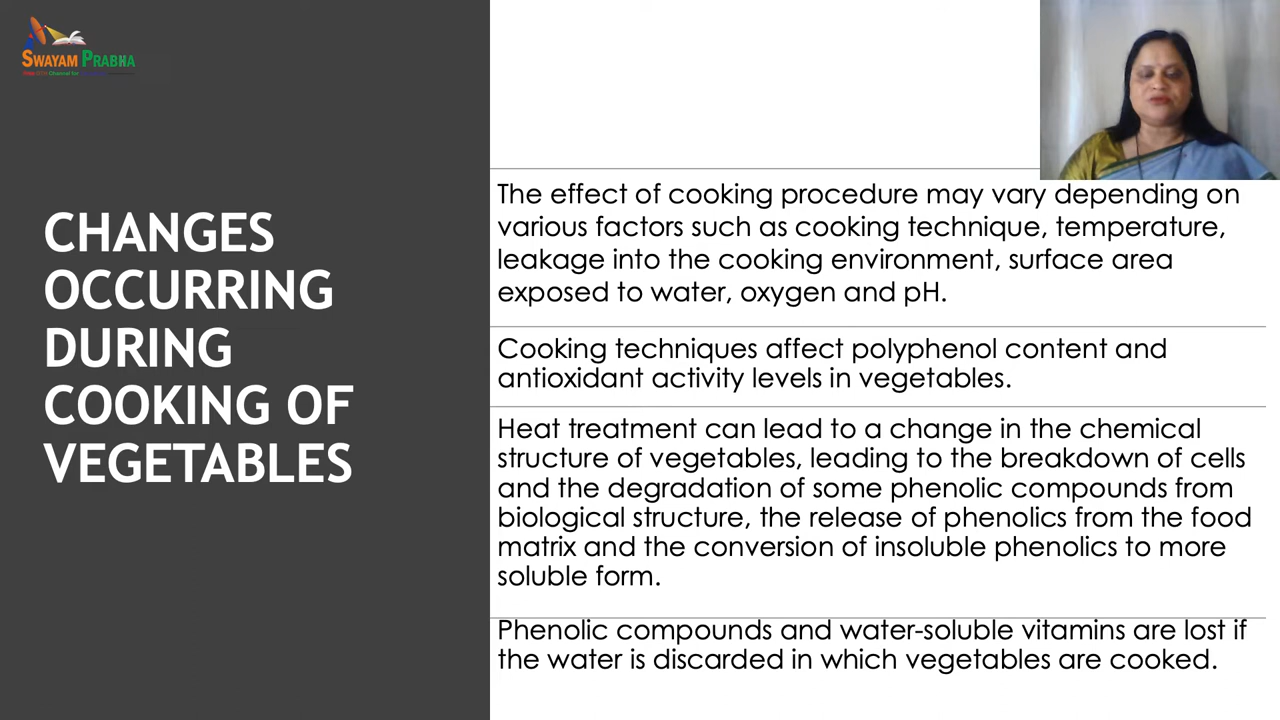 SWAYAM PRABHA
CHANGES
OCCURRING
DURING
COOKING OF
VEGETABLES
The effect of cooking procedure may vary depending on
various factors such as cooking technique, temperature,
leakage into the cooking environment, surface area
exposed to water, oxygen and pH.
Cooking techniques affect polyphenol content and
antioxidant activity levels in vegetables.
Heat treatment can lead to a change in the chemical
structure of vegetables, leading to the breakdown of cells
and the degradation of some phenolic compounds from
biological structure, the release of phenolics from the food
matrix and the conversion of insoluble phenolics to more
soluble form.
Phenolic compounds and water-soluble vitamins are lost if
the water is discarded in which vegetables are cooked.